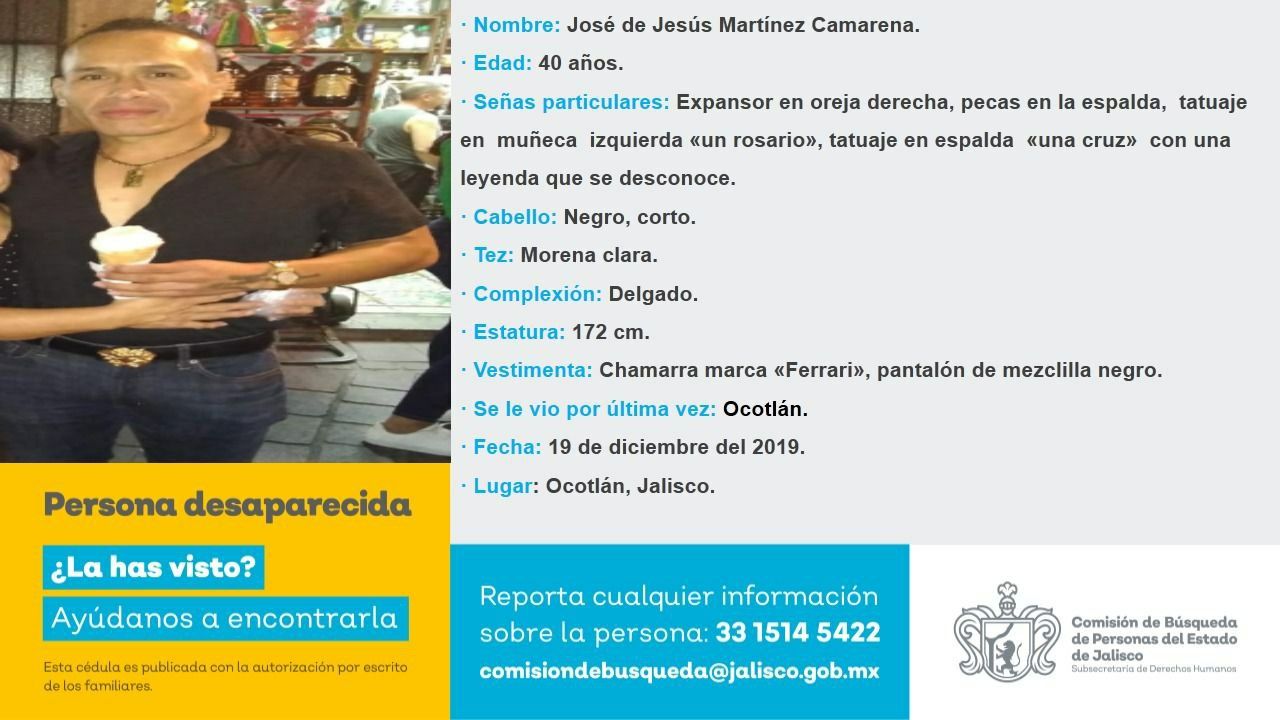 · Nombre: José de Jesús Martínez Camarena.
· Edad: 40 años.
· Señas particulares: Expansor en oreja derecha, pecas en la espalda, tatuaje
en muñeca izquierda «un rosario», tatuaje en espalda «una cruz» con una
leyenda que se desconoce.
· Cabello: Negro, corto.
· Tez: Morena clara.
· Complexión: Delgado.
· Estatura: 172 cm.
· Vestimenta: Chamarra marca «Ferrari», pantalón de mezclilla negro.
· Se le vio por última vez: Ocotlán.
· Fecha: 19 de diciembre del 2019.
· Lugar: Ocotlán, Jalisco.
Persona desaparecida
¿La has visto?
Ayúdanos a encontrarla
Esta cédula es publicada con la autorización por escrito
de los familiares.
Reporta cualquier información
sobre la persona: 33 1514 5422
comisiondebusqueda@jalisco.gob.mx
Comisión de Búsqueda
de Personas del Estado
de Jalisco
Subsecretaría de Derechos Humanos